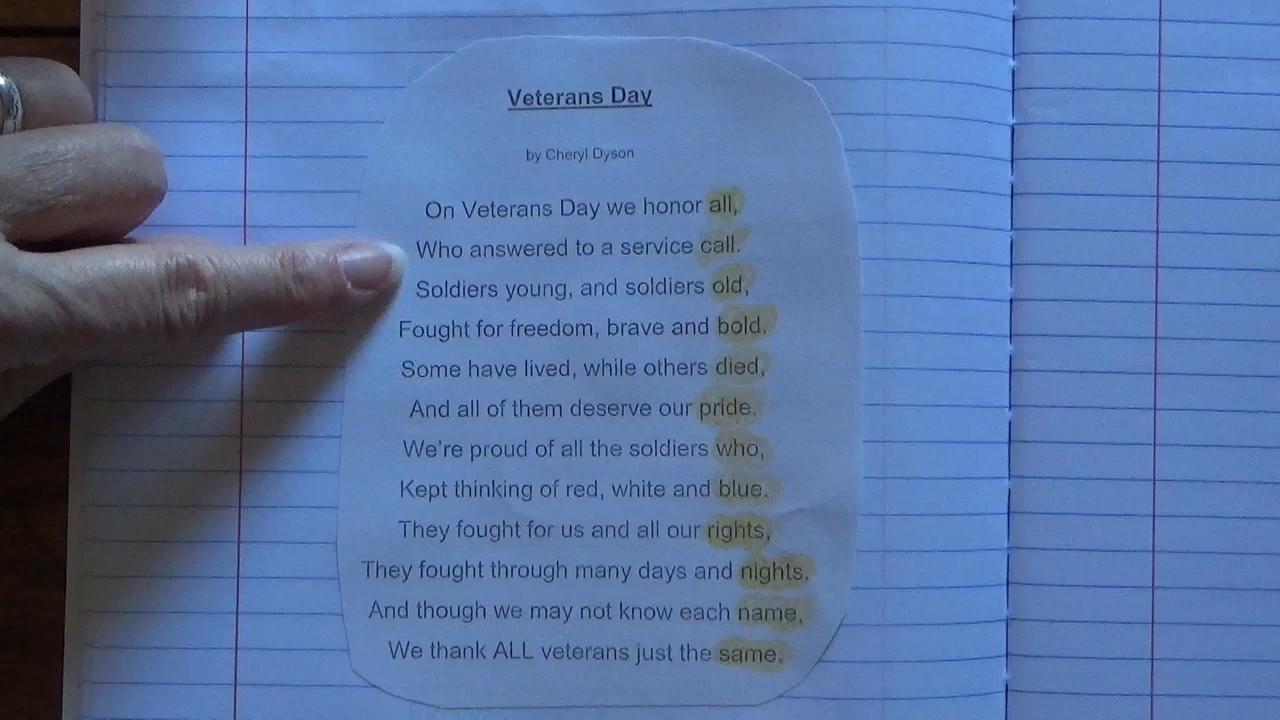 Veterans Day
by Cheryl Dyson
On Veterans Day we honor all,
Who answered to a service call.
Soldiers young, and soldiers old,
Fought for freedom, brave and bold.
Some have lived, while others died,
And all of them deserve our pride.
We're proud of all the soldiers who,
Kept thinking of red, white and blue.
They fought for us and all our rights,
They fought through many days and nights.
And though we may not know each name,
We thank ALL veterans just the same.